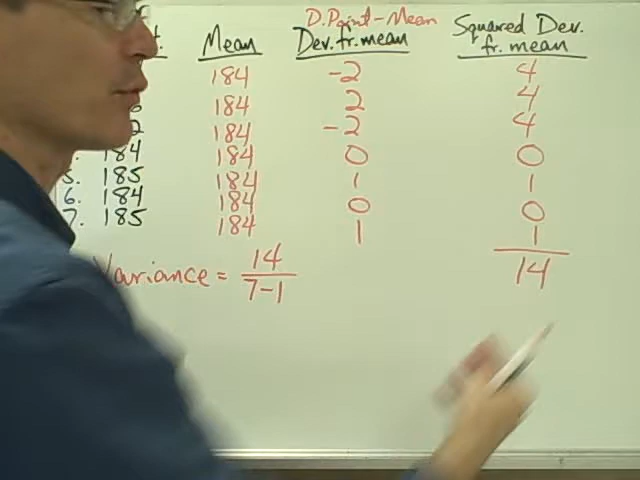 D.Point-Mean
Mean Dev.fr.mean Squared Dev. fr.mean
184 -2 4
184 2 4
184 -2 4
184 184 0 0
5. 185 184 1 1
6. 184 184 0 0
7. 185 184 1 1
Variance = 14 14
7-1